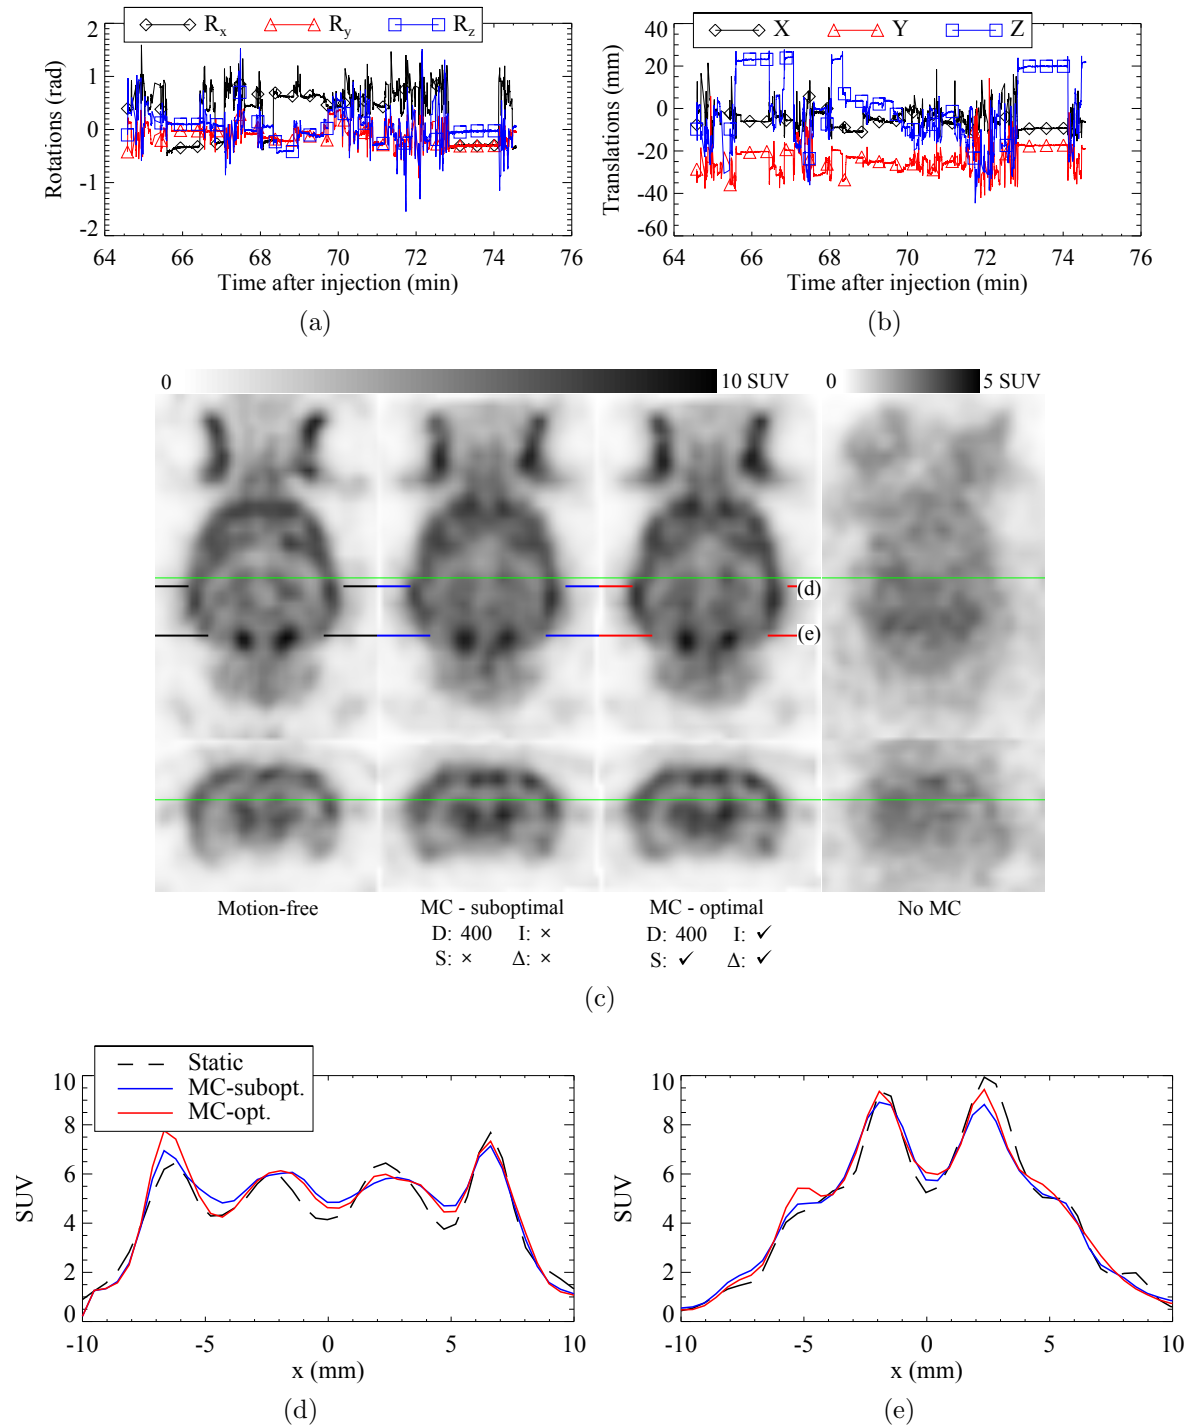 R_x R_y R_z
2
1
0
-1
-2
Rotations (rad)
64 66 68 70 72 74 76
Time after injection (min)
(a)
X Y Z
40
20
0
-20
-40
-60
Translations (mm)
64 66 68 70 72 74 76
Time after injection (min)
(b)
0 10 SUV
0 5 SUV
(d)
(e)
Motion-free
MC - suboptimal
D: 400 I: ×
S: × Δ: ×
MC - optimal
D: 400 I: ✓
S: ✓ Δ: ✓
No MC
(c)
Static
MC-subopt.
MC-opt.
10
8
6
4
2
0
SUV
-10 -5 0 5 10
x (mm)
(d)
10
8
6
4
2
0
SUV
-10 -5 0 5 10
x (mm)
(e)